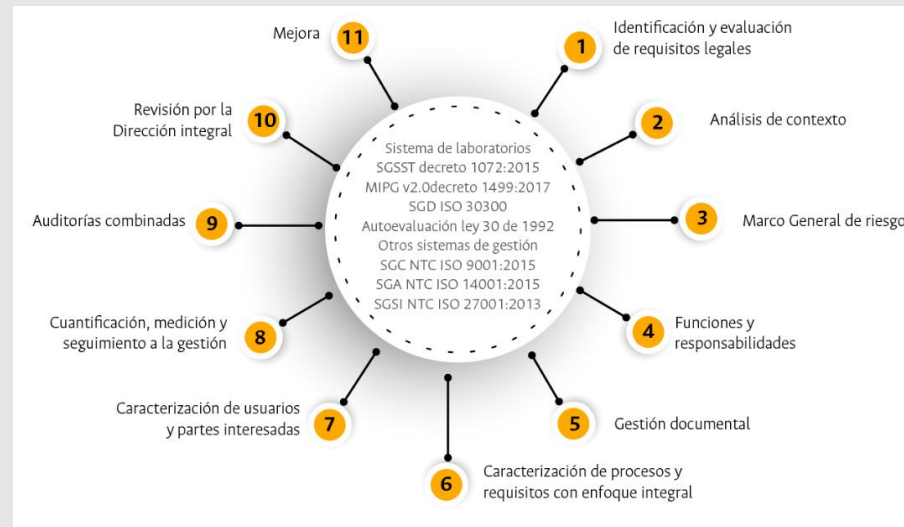 1
Identificación y evaluación
de requisitos legales
2
Análisis de contexto
3
Marco General de riesgo
4
Funciones y
responsabilidades
5
Gestión documental
6
Caracterización de procesos y
requisitos con enfoque integral
7
Caracterización de usuarios
y partes interesadas
8
Cuantificación, medición y
seguimiento a la gestión
9
Auditorías combinadas
10
Revisión por la
Dirección integral
11
Mejora
Sistema de laboratorios
SGSST decreto 1072:2015
MIPG v2.0decreto 1499:2017
SGD ISO 30300
Autoevaluación ley 30 de 1992
Otros sistemas de gestión
SGC NTC ISO 9001:2015
SGA NTC ISO 14001:2015
SGSI NTC ISO 27001:2013